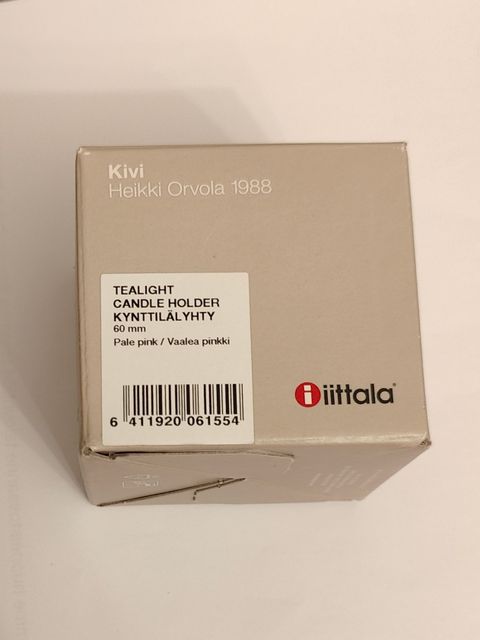 Kivi
Heikki Orvola 1988
TEALIGHT
CANDLE HOLDER
KYNTTILÄLYHTY
60 mm
Pale pink / Vaalea pinkki
6 411920 061554
iittala